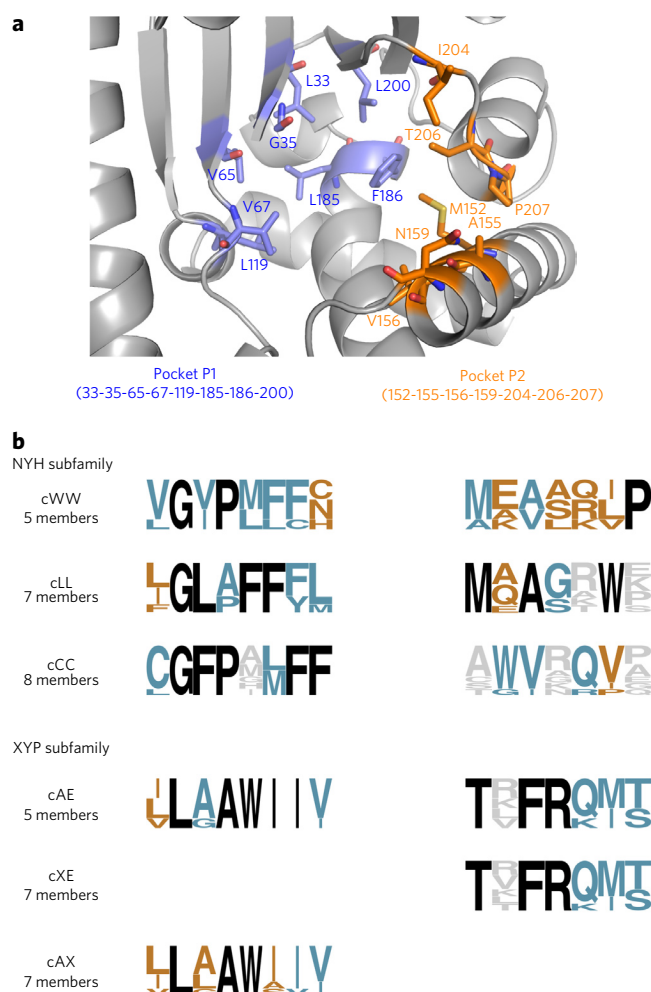 a
I204
L33
L200
G35
T206
V65
L185
F186
P207
V67
M152
A155
N159
L119
V156
Pocket P1
(33-35-65-67-119-185-186-200)
Pocket P2
(152-155-156-159-204-206-207)
b
NYH subfamily
cWW
5 members
cLL
7 members
cCC
8 members
XYP subfamily
cAE
5 members
cXE
7 members
cAX
7 members